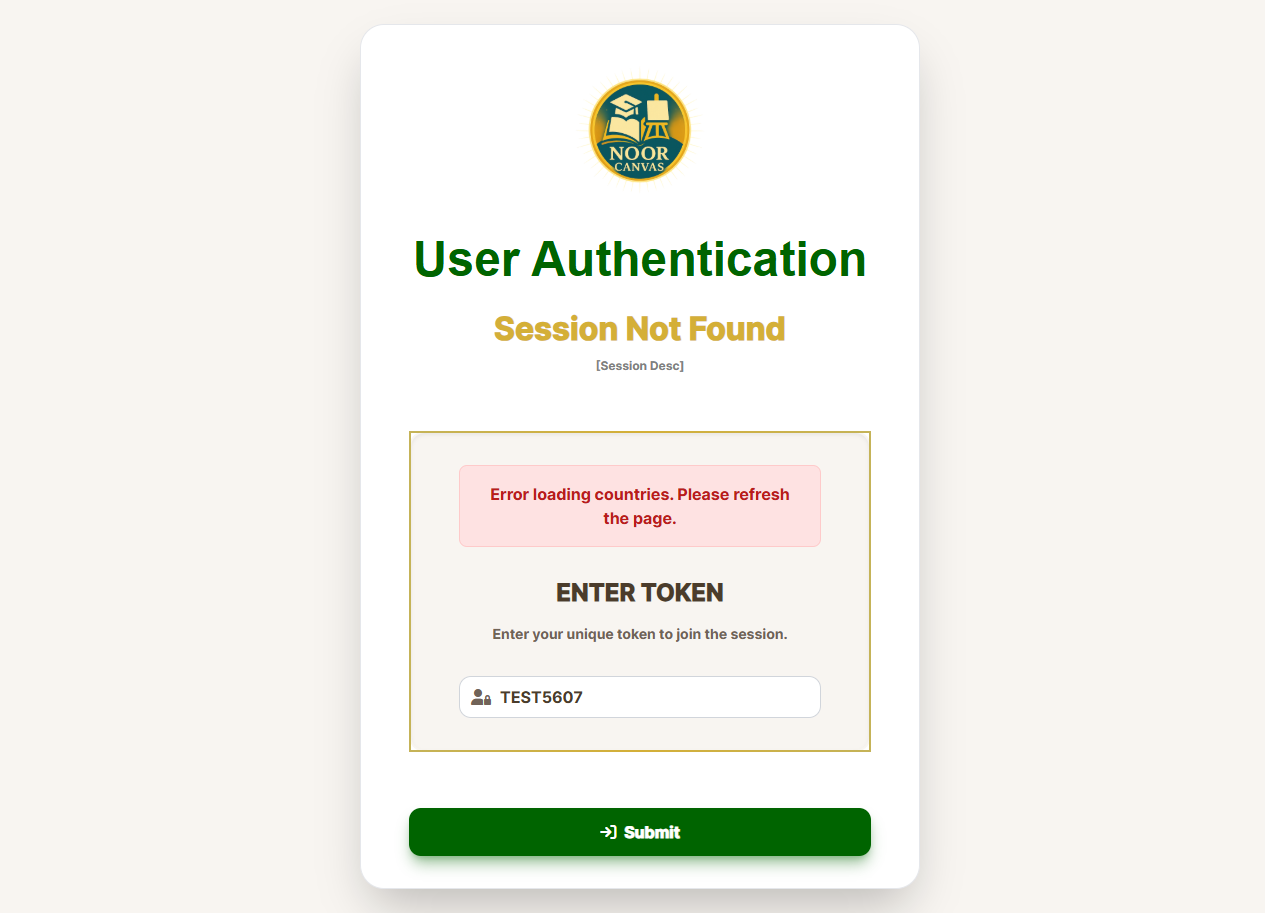 NOOR
CANVAS
User Authentication
Session Not Found
[Session Desc]
Error loading countries. Please refresh
the page.
ENTER TOKEN
Enter your unique token to join the session.
TEST5607
Submit